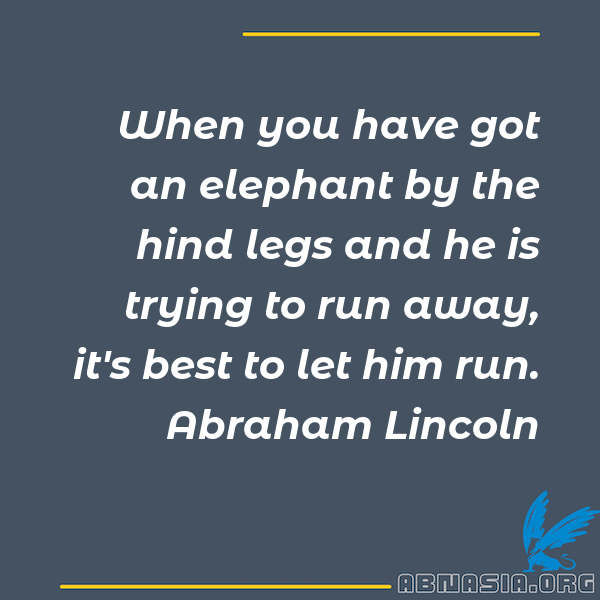 When you have got
an elephant by the
hind legs and he is
trying to run away,
it's best to let him run.
Abraham Lincoln
ABNASIA.ORG